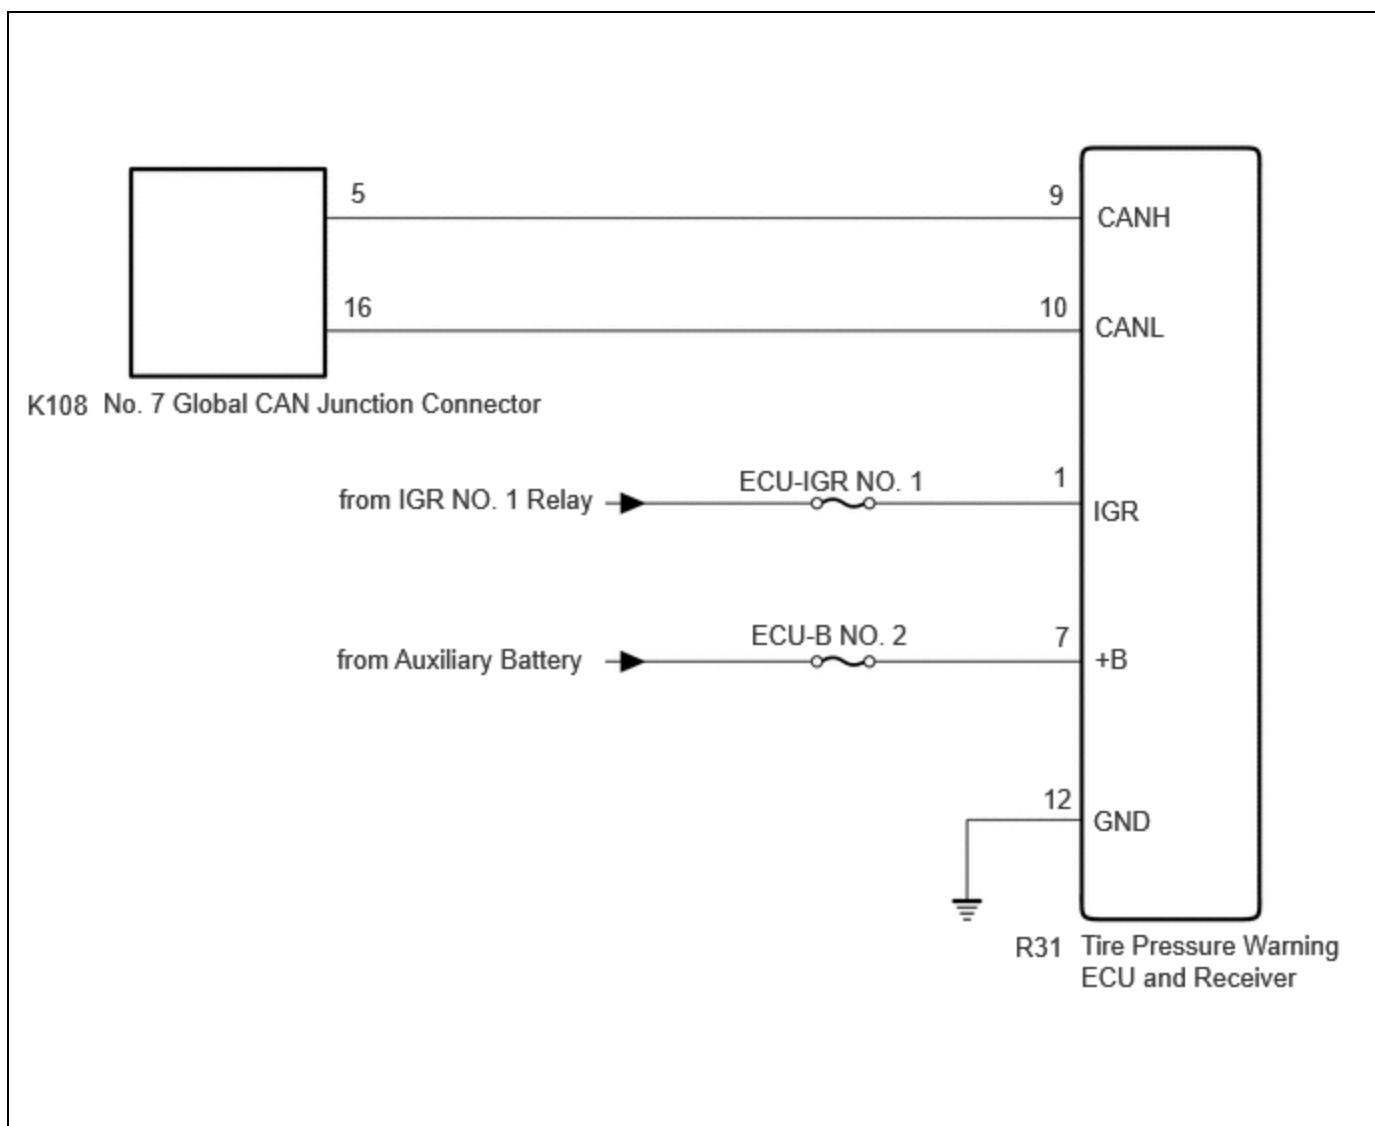 5
9
CANH
16
10
CANL
K108 No. 7 Global CAN Junction Connector
from IGR NO. 1 Relay
ECU-IGR NO. 1
1
IGR
from Auxiliary Battery
ECU-B NO. 2
7
+B
12
GND
R31 Tire Pressure Warning
ECU and Receiver